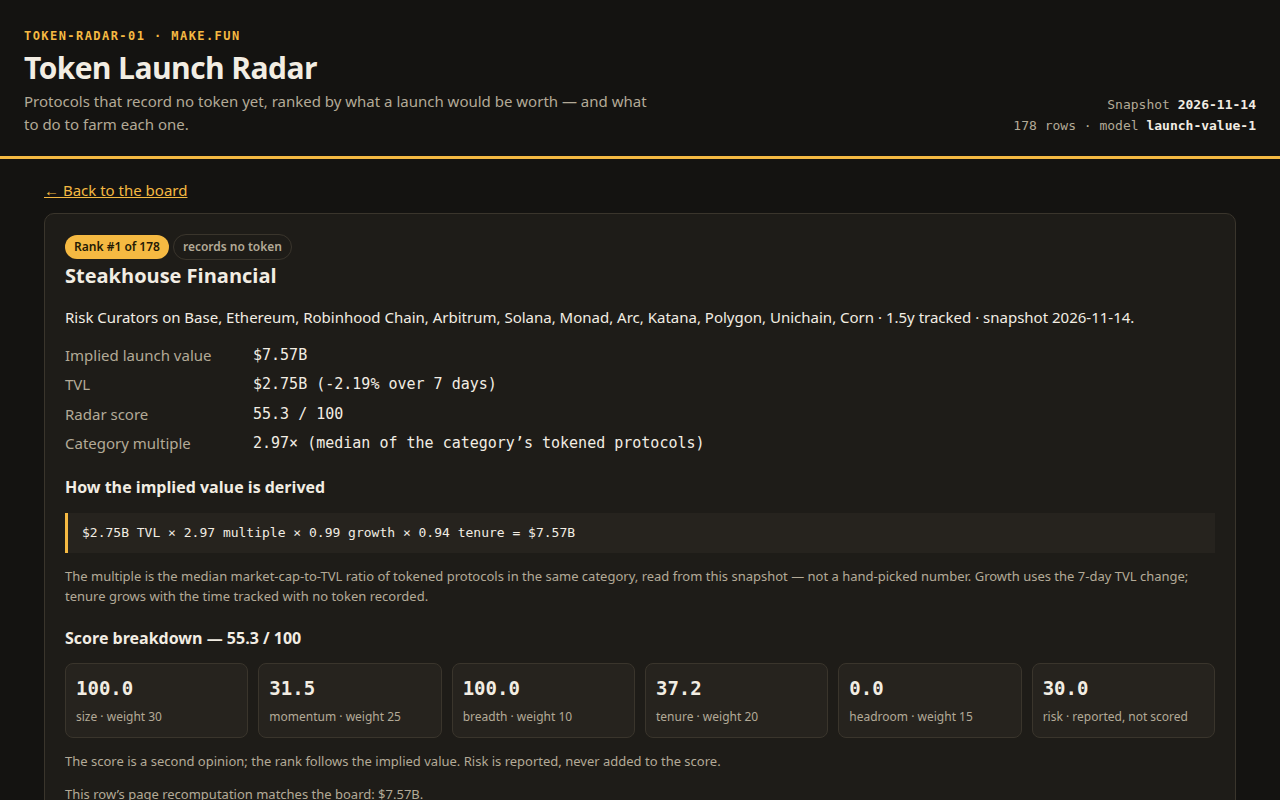 TOKEN-RADAR-01 · MAKE.FUN
Token Launch Radar
Protocols that record no token yet, ranked by what a launch would be worth — and what
to do to farm each one.
Snapshot 2026-11-14
178 rows · model launch-value-1
← Back to the board
Rank #1 of 178
records no token
Steakhouse Financial
Risk Curators on Base, Ethereum, Robinhood Chain, Arbitrum, Solana, Monad, Arc, Katana, Polygon, Unichain, Corn · 1.5y tracked · snapshot 2026-11-14.
Implied launch value $7.57B
TVL $2.75B (-2.19% over 7 days)
Radar score 55.3 / 100
Category multiple 2.97× (median of the category’s tokened protocols)
How the implied value is derived
$2.75B TVL × 2.97 multiple × 0.99 growth × 0.94 tenure = $7.57B
The multiple is the median market-cap-to-TVL ratio of tokened protocols in the same category, read from this snapshot — not a hand-picked number. Growth uses the 7-day TVL change;
tenure grows with the time tracked with no token recorded.
Score breakdown — 55.3 / 100
100.0
size · weight 30
31.5
momentum · weight 25
100.0
breadth · weight 10
37.2
tenure · weight 20
0.0
headroom · weight 15
30.0
risk · reported, not scored
The score is a second opinion; the rank follows the implied value. Risk is reported, never added to the score.
This row’s page recomputation matches the board: $7.57B.